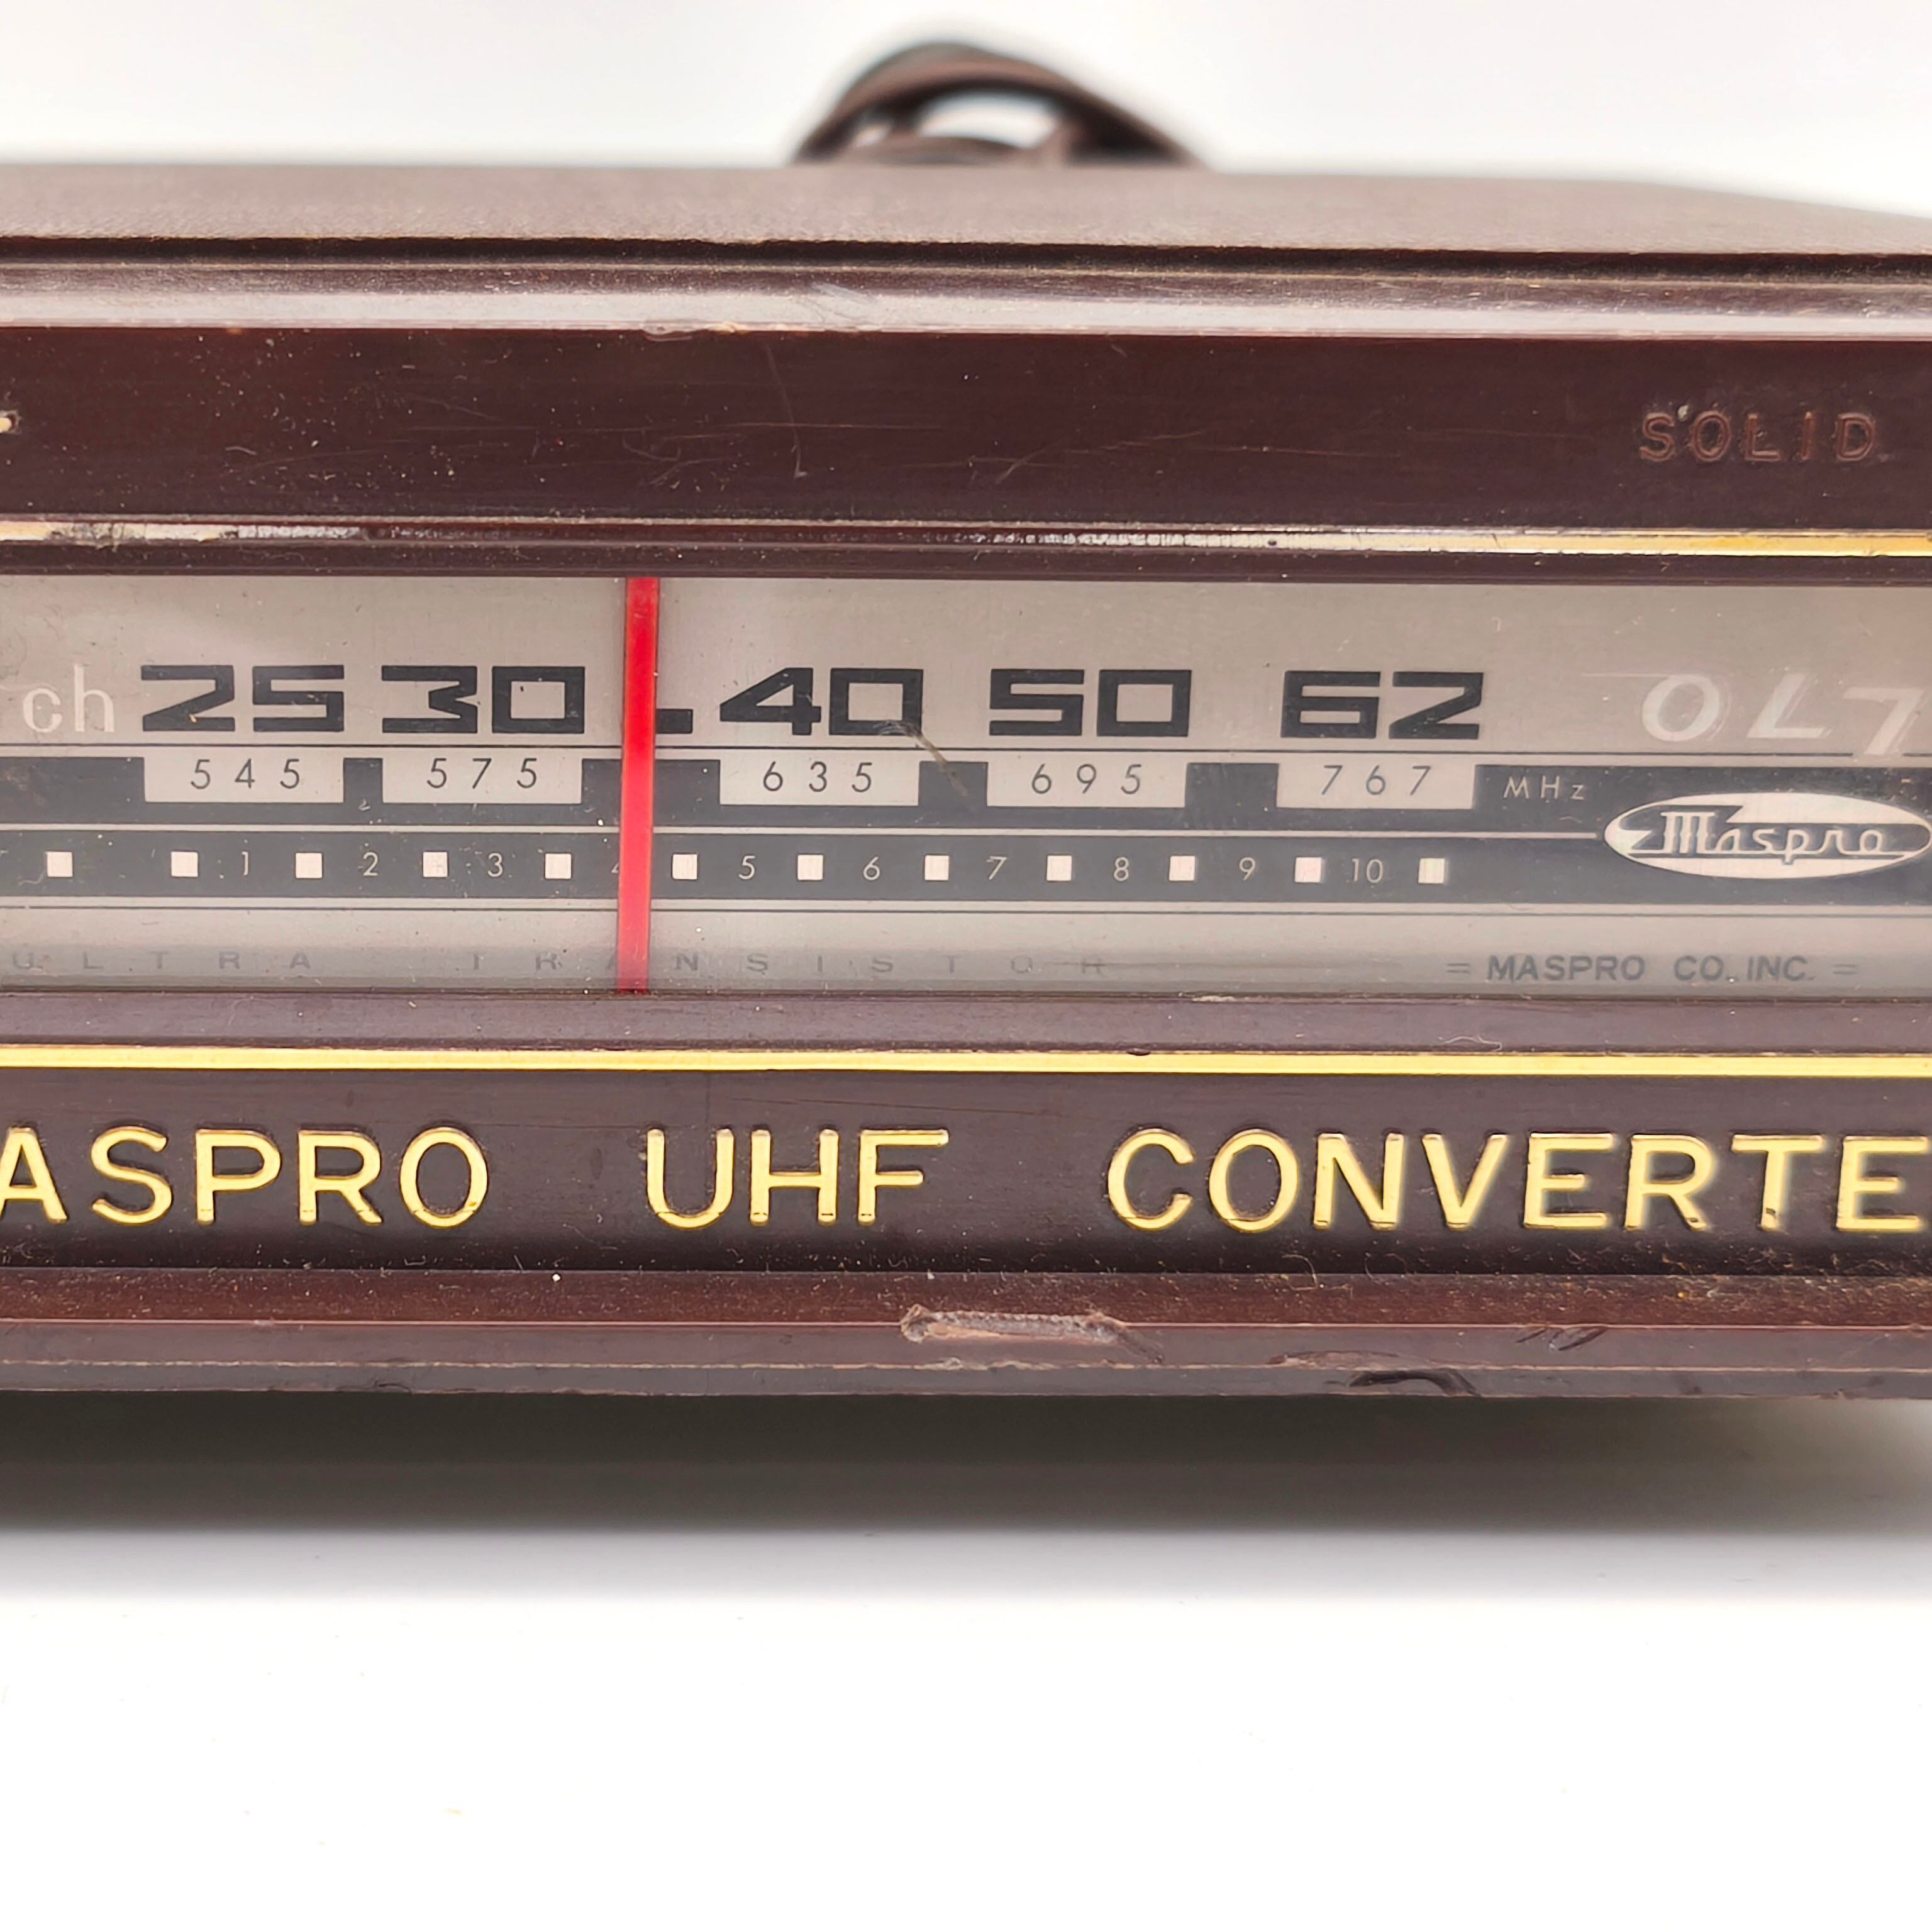 SOLID
ch 25 30 40 50 62
545 575 635 695 767 MHz
Maspro
1 2 3 5 6 7 8 9 10
ULTRA TRANSISTOR = MASPRO CO. INC. =
ASPRO UHF CONVERTE